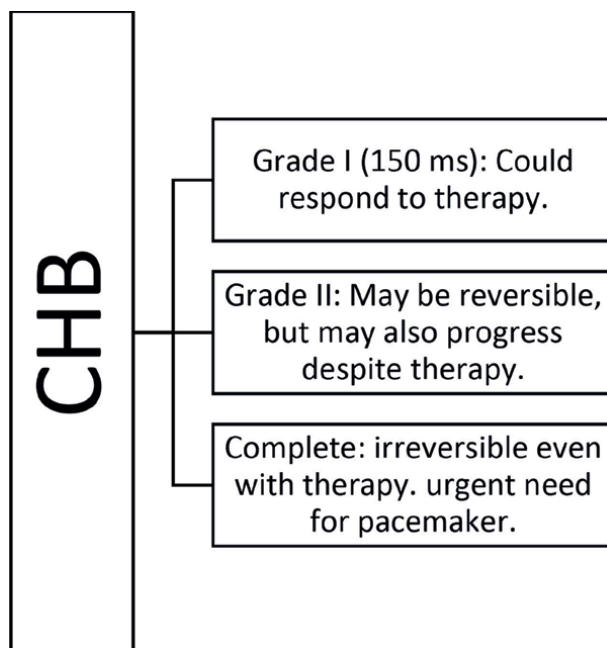 CHB
Grade I (150 ms): Could
respond to therapy.
Grade II: May be reversible,
but may also progress
despite therapy.
Complete: irreversible even
with therapy. urgent need
for pacemaker.